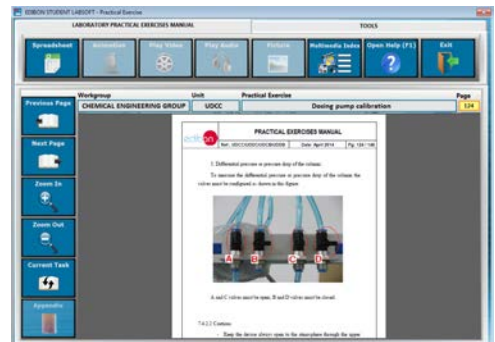 EDIBON STUDENT LABSOFT - Practical Exercise
LABORATORY PRACTICAL EXERCISES MANUAL
TOOLS
Spreadsheet
Animation
Play Video
Play Audio
Picture
Multimedia Index
Open Help (F1)
Exit
Workgroup
Unit
Practical Exercise
Page
CHEMICAL ENGINEERING GROUP
UDCC
Dosing pump calibration
124
Previous Page
Next Page
Zoom In
Zoom Out
Current Task
Appendix
edibon
PRACTICAL EXERCISES MANUAL
Date: April 2014
Pg: 124 / 146
1. Differential pressure or pressure drop of the column:
To measure the differential pressure or pressure drop of the column the
valves must be configured as shown in this figure:
A
B
C
D
A and C valves must be open; B and D valves must be closed.
- Keep the device always open to the atmosphere through the upper